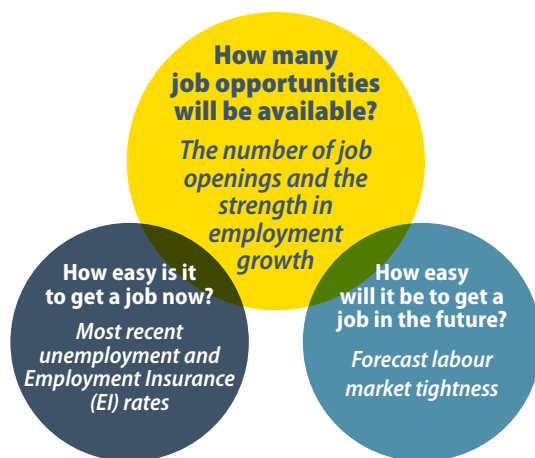 How many
job opportunities
will be available?
The number of job
openings and the
strength in
employment
growth
How easy is it
to get a job now?
Most recent
unemployment and
Employment Insurance
(EI) rates
How easy
will it be to get a
job in the future?
Forecast labour
market tightness